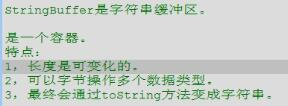 StringBuffer是字符串缓冲区。
是一个容器。
特点：
1，长度是可变化的。
2，可以字节操作多个数据类型。
3，最终会通过toString方法变成字符串。